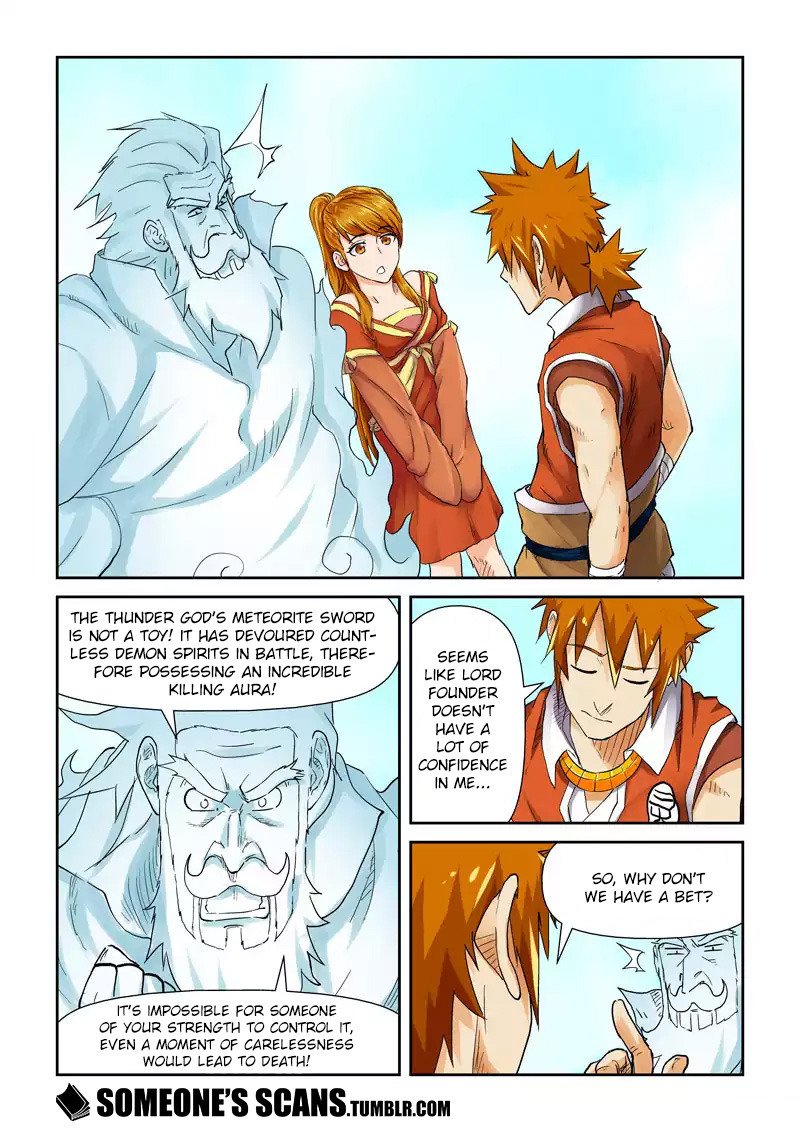 THE THUNDER GOD'S METEORITE SWORD
IS NOT A TOY! IT HAS DEVOURED COUNT-
LESS DEMON SPIRITS IN BATTLE, THERE-
FORE POSSESSING AN INCREDIBLE
KILLING AURA!
IT'S IMPOSSIBLE FOR SOMEONE
OF YOUR STRENGTH TO CONTROL IT,
EVEN A MOMENT OF CARELESSNESS
WOULD LEAD TO DEATH!
SEEMS
LIKE LORD
FOUNDER
DOESN'T
HAVE A
LOT OF
CONFIDENCE
IN ME...
SO, WHY DON'T
WE HAVE A BET?
SOMEONE'S SCANS.TUMBLR.COM